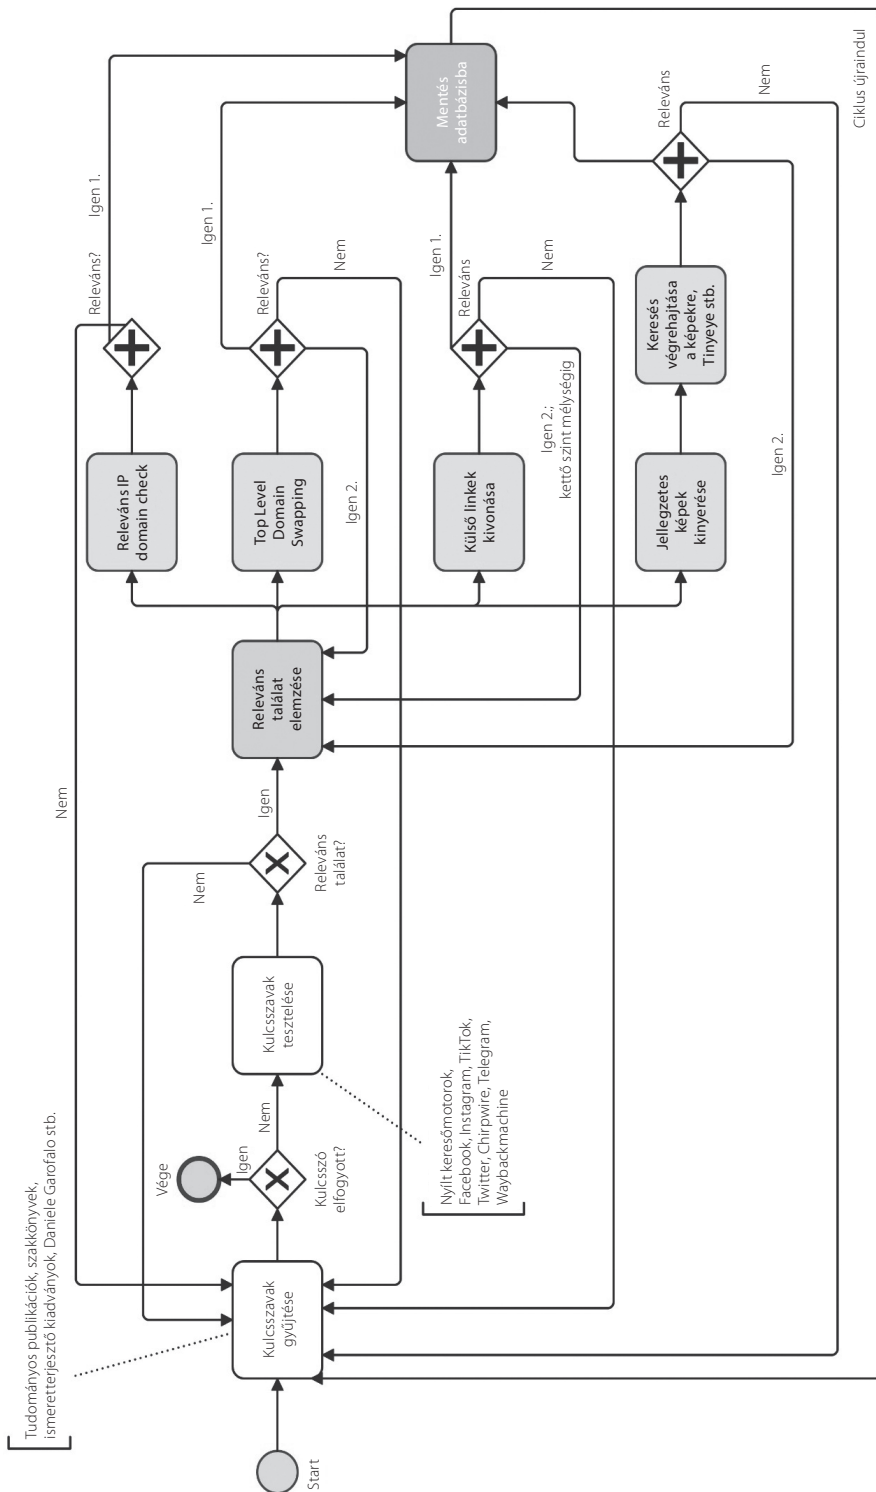 Tudományos publikációk, szakkönyvek,
ismeretterjesztő kiadványok, Daniele Garofalo stb.
Start
Kulcsszavak
gyűjtése
Vége
Igen
Kulcsszó
elfogyott?
Nem
Kulcsszavak
tesztelése
Nyílt keresőmotorok,
Facebook, Instagram, TikTok,
Twitter, Chirpwire, Telegram,
Waybackmachine
Nem
Releváns
találat?
Igen
Nem
Releváns
találat
elemzése
Releváns IP
domain check
Releváns?
Igen 1.
Top Level
Domain
Swapping
Igen 2.
Releváns?
Igen 1.
Nem
Külső linkek
kivonása
Igen 2.;
kettő szint mélységig
Releváns
Igen 1.
Nem
Jellegzetes
képek
kinyerése
Keresés
végrehajtása
a képekre,
Tinyeye stb.
Igen 2.
Releváns
Nem
Mentés
adatbázisba
Ciklus újraindul